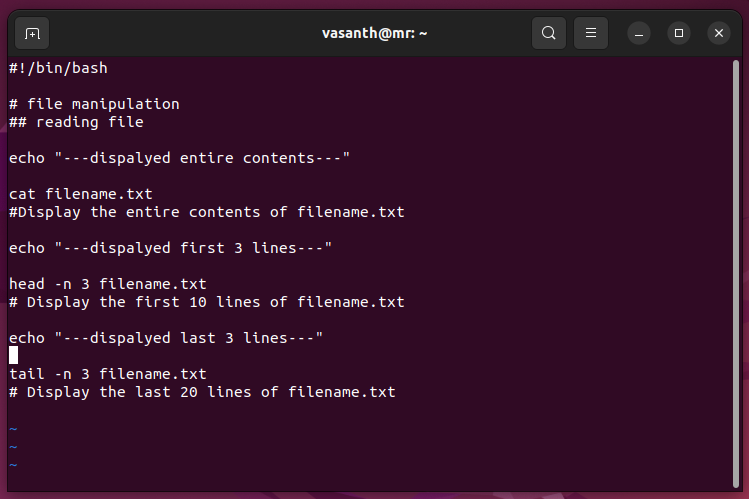 vasanth@mr: ~
#!/bin/bash
# file manipulation
## reading file
echo "---dispalyed entire contents---"
cat filename.txt
#Display the entire contents of filename.txt
echo "---dispalyed first 3 lines---"
head -n 3 filename.txt
# Display the first 10 lines of filename.txt
echo "---dispalyed last 3 lines---"
tail -n 3 filename.txt
# Display the last 20 lines of filename.txt
~
~
~